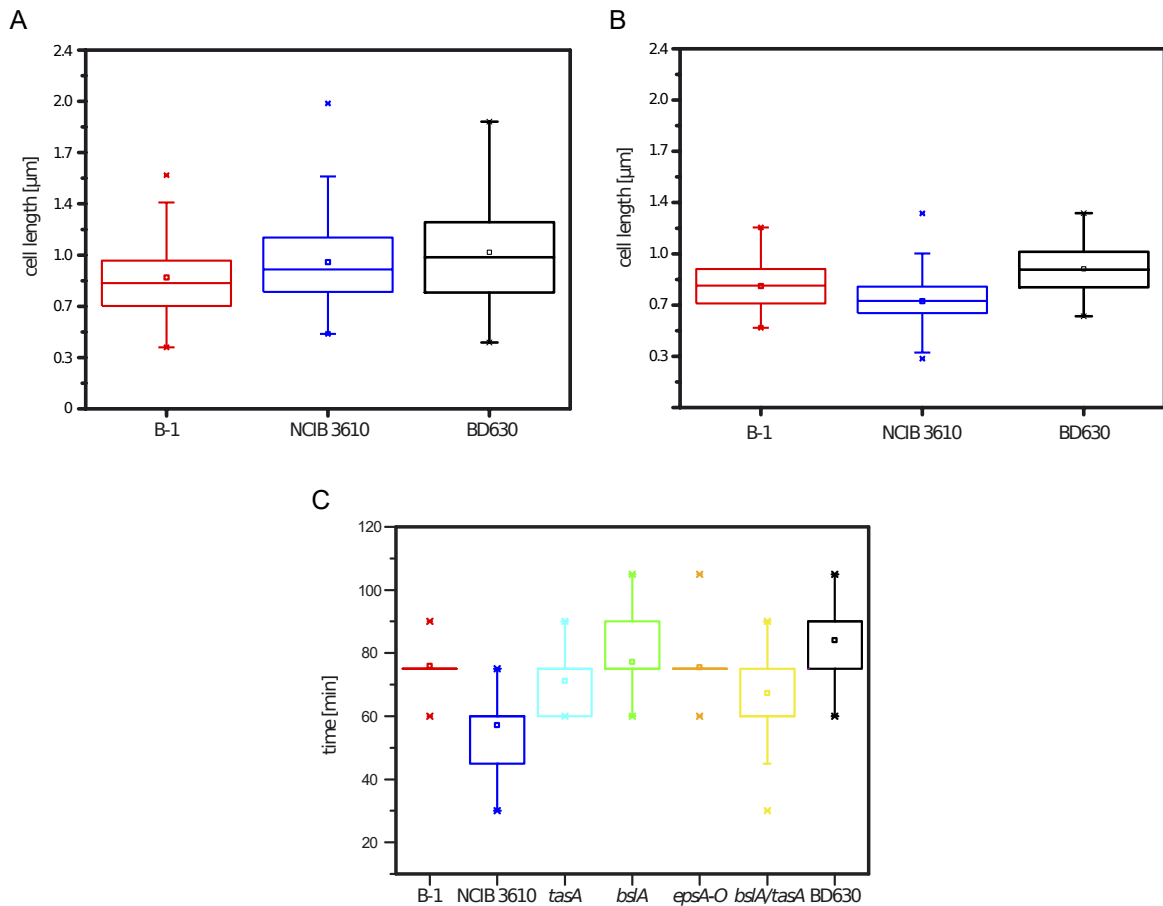 A
2.4
2.0
1.7
1.4
1.0
0.7
0.3
0
cell length [µm]
B-1
NCIB 3610
BD630
B
2.4
2.0
1.7
1.4
1.0
0.7
0.3
cell length [µm]
B-1
NCIB 3610
BD630
C
120
100
80
60
40
20
time [min]
B-1
NCIB 3610
tasA
bslA
epsA-O
bslA/tasA
BD630